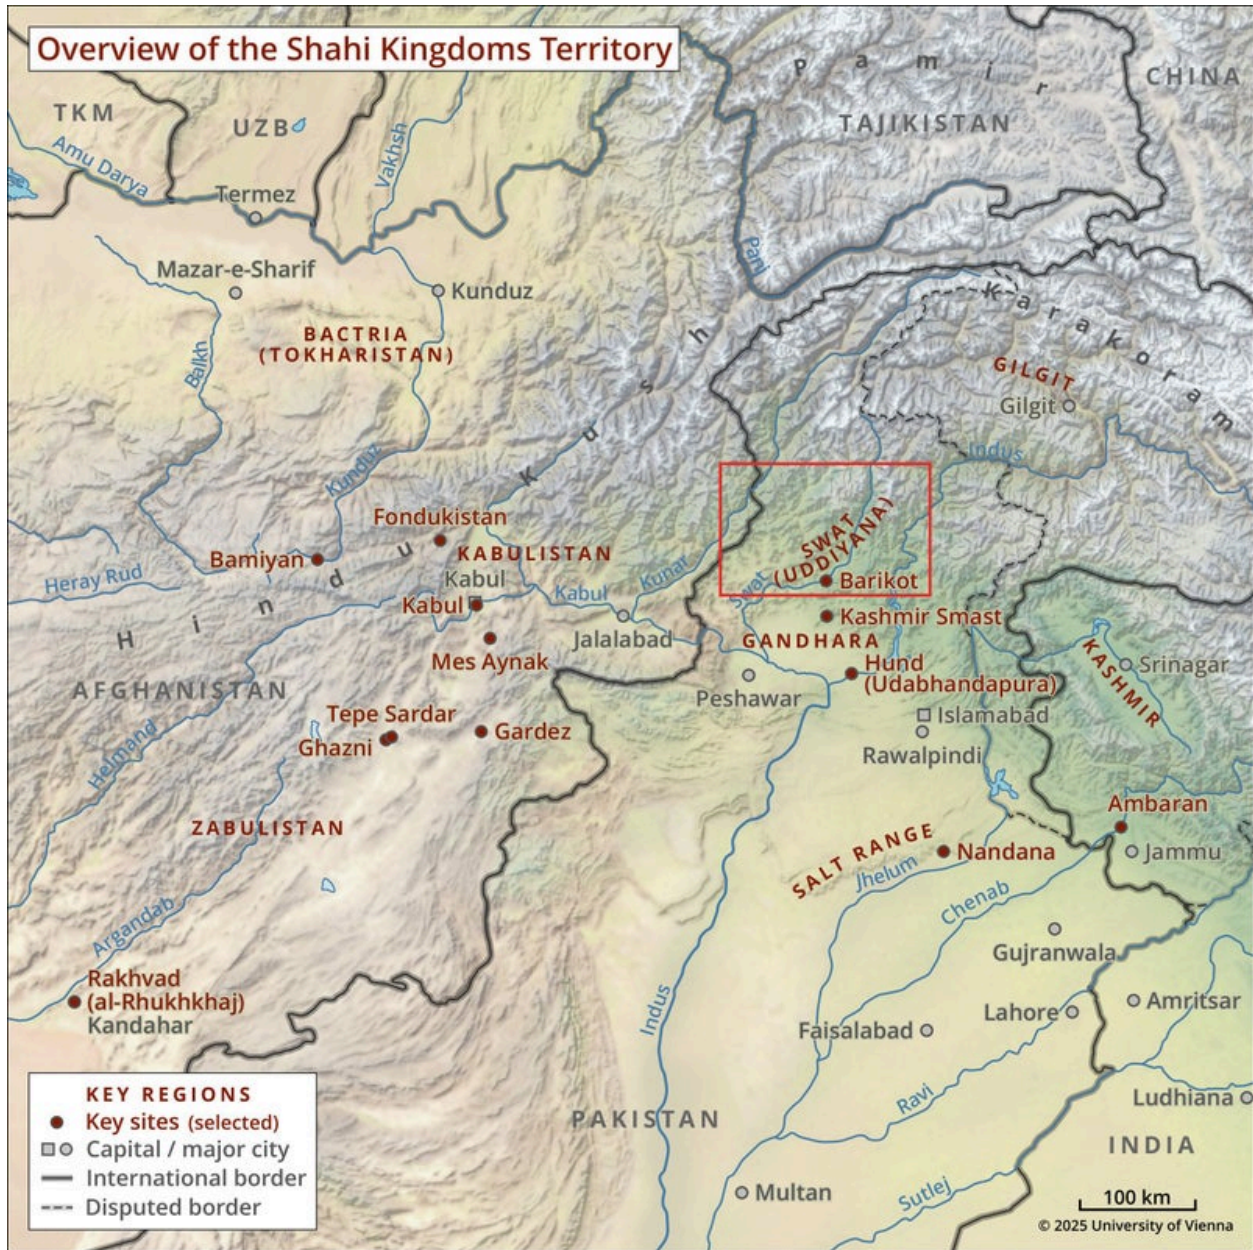 Overview of the Shahi Kingdoms Territory
Pamir
CHINA
TKM
UZB
TAJIKISTAN
Amu Darya
Vakhsh
Termez
Panj
Mazar-e-Sharif
Kunduz
Karakoram
BACTRIA
(TOKHARISTAN)
Balkh
GILGIT
Gilgit
Hindu Kush
Kunduz
Indus
Fondukistan
SWAT
(UDDIYANA)
Bamiyan
KABULISTAN
Heray Rud
Kabul
Kabul
Kabul
Kunar
Swat
Barikot
Kashmir Smast
Jalalabad
GANDHARA
Mes Aynak
Hund
(Udabhandapura)
KASHMIR
Srinagar
AFGHANISTAN
Peshawar
Tepe Sardar
Ghazni
Gardez
Islamabad
Rawalpindi
Helmand
Ambaran
ZABULISTAN
SALT RANGE
Nandana
Jammu
Jhelum
Chenab
Argandab
Gujranwala
Rakhvad
(al-Rhukhkhaj)
Kandahar
Indus
Faisalabad
Lahore
Amritsar
Ravi
Ludhiana
PAKISTAN
INDIA
Multan
Sutlej
KEY REGIONS
Key sites (selected)
Capital / major city
International border
Disputed border
100 km
© 2025 University of Vienna